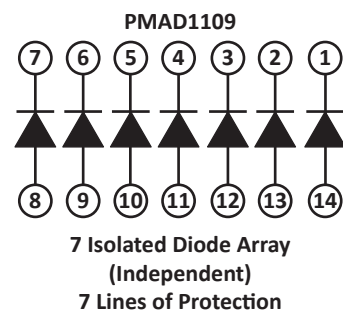 PMAD1109
7 6 5 4 3 2 1
8 9 10 11 12 13 14
7 Isolated Diode Array
(Independent)
7 Lines of Protection